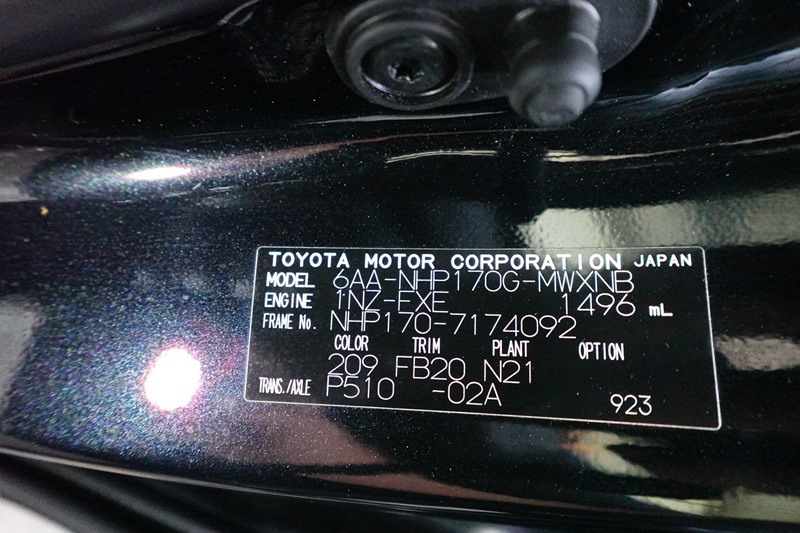 TOYOTA MOTOR CORPORATION JAPAN
MODEL 6AA-NHP170G-MWXNB
ENGINE 1NZ-FXE 1496 mL
FRAME No. NHP170-7174092
COLOR TRIM PLANT OPTION
209 FB20 N21
TRANS./AXLE P510 -02A
923